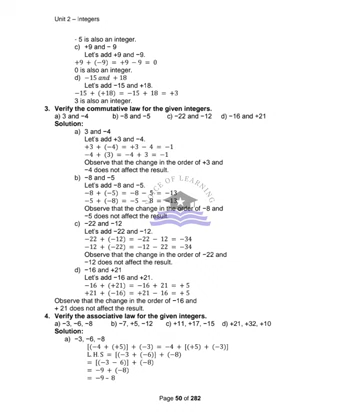 Unit 2 – Integers
- 5 is also an integer.
c) +9 and − 9
Let's add +9 and −9.
+9 + (−9) = +9 − 9 = 0
0 is also an integer.
d) −15 and + 18
Let's add −15 and +18.
−15 + (+18) = −15 + 18 = +3
3 is also an integer.
3. Verify the commutative law for the given integers.
a) 3 and −4 b) −8 and −5 c) −22 and −12 d) −16 and +21
Solution:
a) 3 and −4
Let's add +3 and −4.
+3 + (−4) = +3 − 4 = −1
−4 + (3) = −4 + 3 = −1
Observe that the change in the order of +3 and
−4 does not affect the result.
b) −8 and −5
Let's add −8 and −5.
−8 + (−5) = −8 − 5 = −13
−5 + (−8) = −5 − 8 = −13
Observe that the change in the order of −8 and
−5 does not affect the result.
c) −22 and −12
Let's add −22 and −12.
−22 + (−12) = −22 − 12 = −34
−12 + (−22) = −12 − 22 = −34
Observe that the change in the order of −22 and
−12 does not affect the result.
d) −16 and +21
Let's add −16 and +21.
−16 + (+21) = −16 + 21 = + 5
+21 + (−16) = +21 − 16 = + 5
Observe that the change in the order of −16 and
+ 21 does not affect the result.
4. Verify the associative law for the given integers.
a) −3, −6, −8 b) −7, +5, −12 c) +11, +17, −15 d) +21, +32, +10
Solution:
a) −3, −6, −8
[(−4 + (+5)] + (−3) = −4 + [(+5) + (−3)]
L.H.S = [(−3 + (−6)] + (−8)
= [(−3 − 6)] + (−8)
= −9 + (−8)
= −9 – 8
Page 50 of 282
OF LEARNING